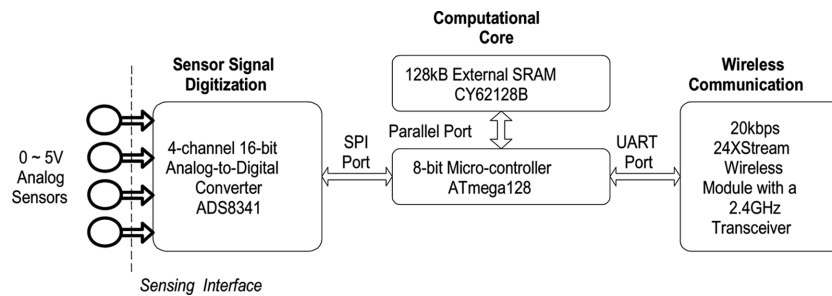 Computational
Core
Sensor Signal
Digitization
Wireless
Communication
128kB External SRAM
CY62128B
Parallel Port
0 ~ 5V
Analog
Sensors
4-channel 16-bit
Analog-to-Digital
Converter
ADS8341
SPI
Port
8-bit Micro-controller
ATmega128
UART
Port
20kbps
24XStream
Wireless
Module with a
2.4GHz
Transceiver
Sensing Interface